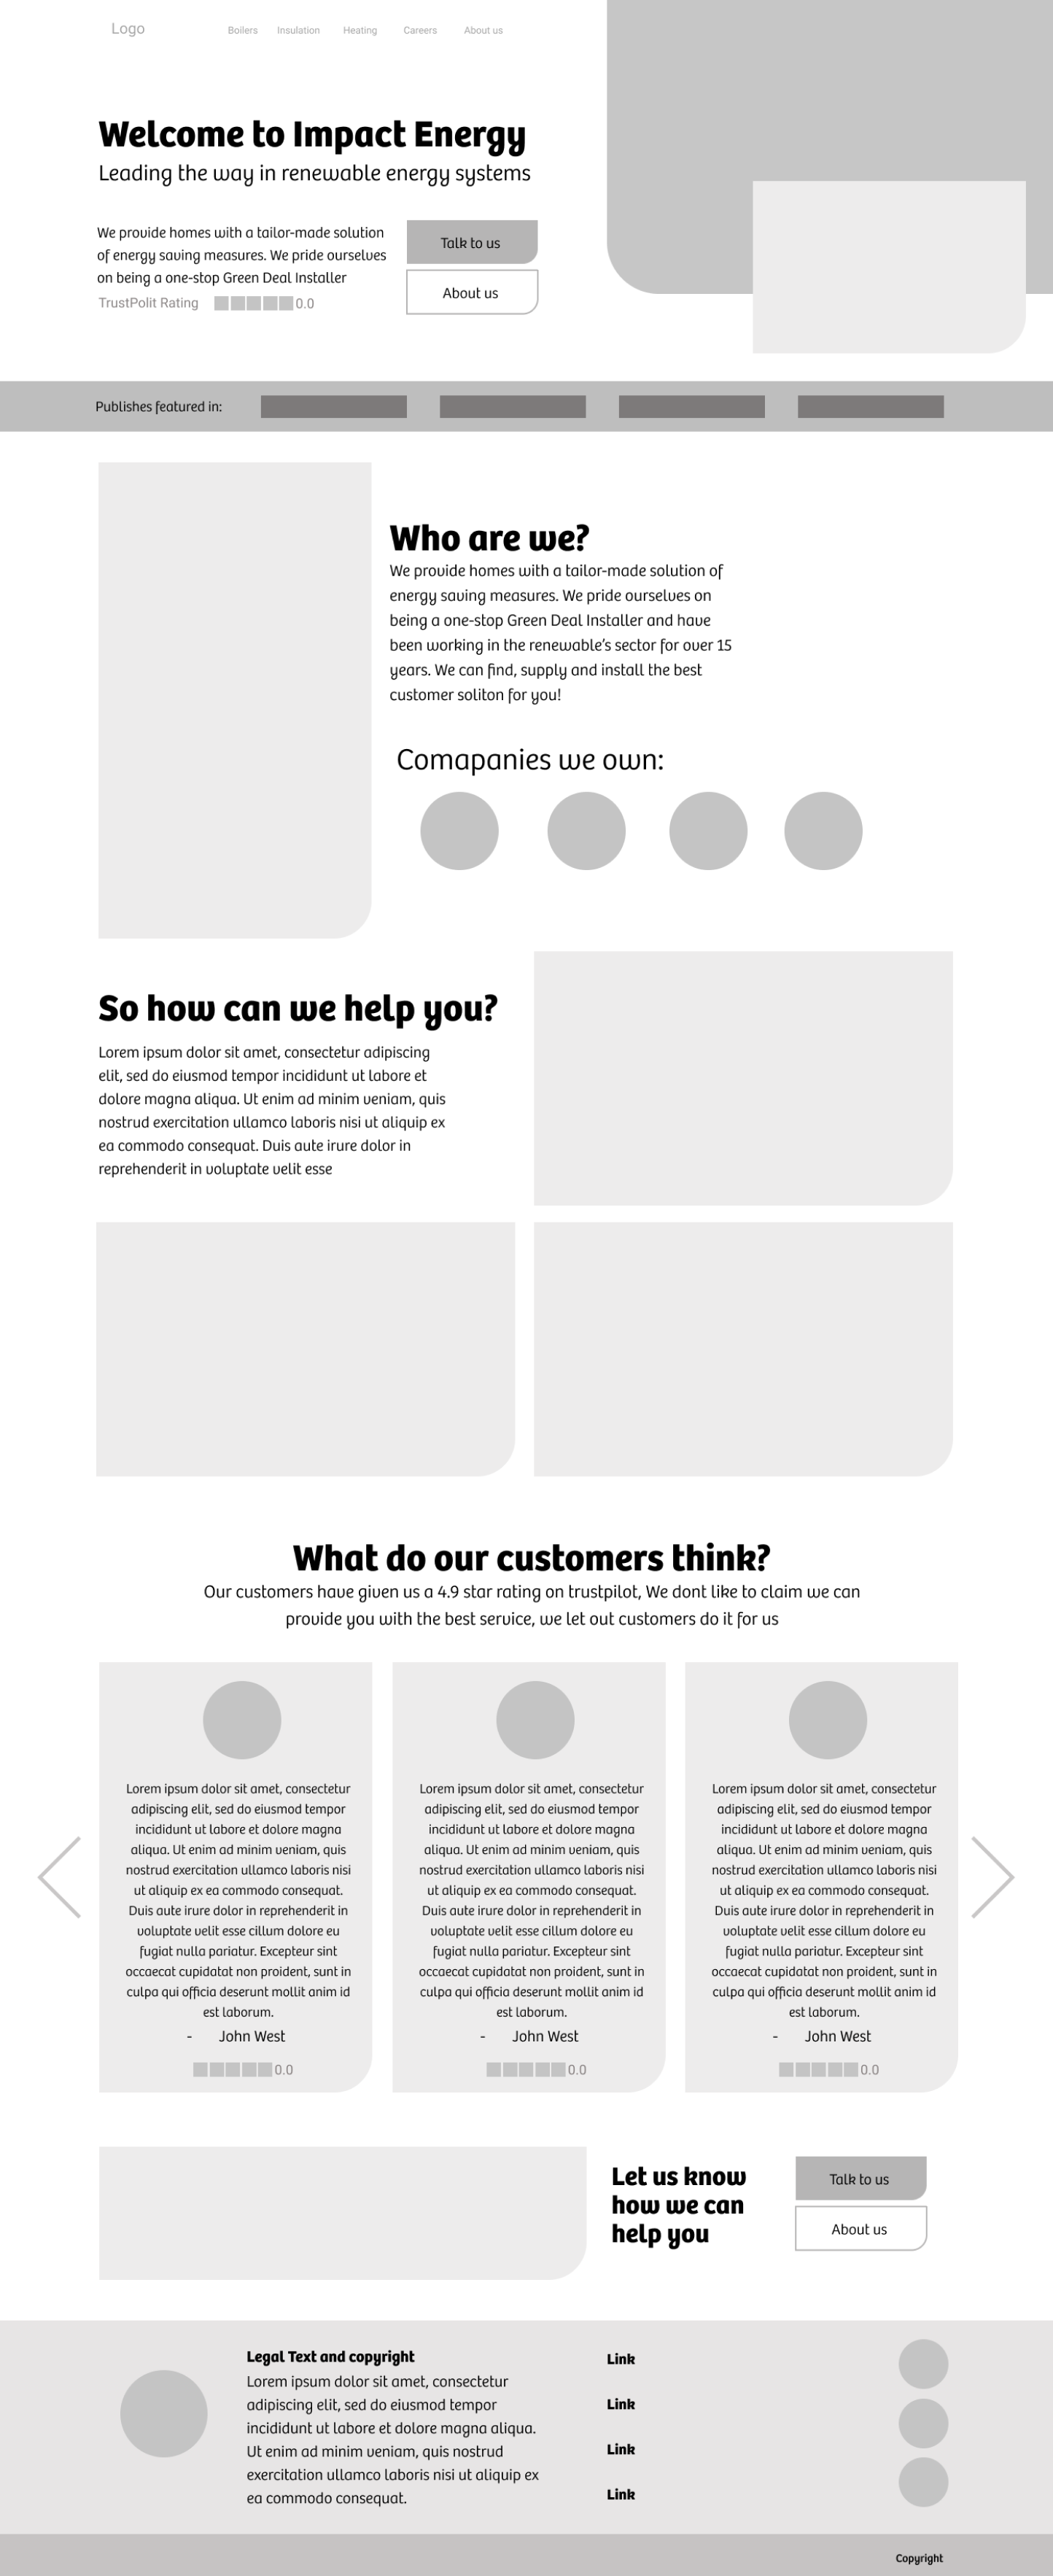 Logo
Boilers Insulation Heating Careers About us
Welcome to Impact Energy
Leading the way in renewable energy systems
We provide homes with a tailor-made solution
of energy saving measures. We pride ourselves
on being a one-stop Green Deal Installer
TrustPolit Rating 0.0
Talk to us
About us
Publishes featured in:
Who are we?
We provide homes with a tailor-made solution of
energy saving measures. We pride ourselves on
being a one-stop Green Deal Installer and have
been working in the renewable's sector for over 15
years. We can find, supply and install the best
customer soliton for you!
Comapanies we own:
So how can we help you?
Lorem ipsum dolor sit amet, consectetur adipiscing
elit, sed do eiusmod tempor incididunt ut labore et
dolore magna aliqua. Ut enim ad minim veniam, quis
nostrud exercitation ullamco laboris nisi ut aliquip ex
ea commodo consequat. Duis aute irure dolor in
reprehenderit in voluptate velit esse
What do our customers think?
Our customers have given us a 4.9 star rating on trustpilot, We dont like to claim we can
provide you with the best service, we let out customers do it for us
Lorem ipsum dolor sit amet, consectetur
adipiscing elit, sed do eiusmod tempor
incididunt ut labore et dolore magna
aliqua. Ut enim ad minim veniam, quis
nostrud exercitation ullamco laboris nisi
ut aliquip ex ea commodo consequat.
Duis aute irure dolor in reprehenderit in
voluptate velit esse cillum dolore eu
fugiat nulla pariatur. Excepteur sint
occaecat cupidatat non proident, sunt in
culpa qui officia deserunt mollit anim id
est laborum.
- John West
0.0
Lorem ipsum dolor sit amet, consectetur
adipiscing elit, sed do eiusmod tempor
incididunt ut labore et dolore magna
aliqua. Ut enim ad minim veniam, quis
nostrud exercitation ullamco laboris nisi
ut aliquip ex ea commodo consequat.
Duis aute irure dolor in reprehenderit in
voluptate velit esse cillum dolore eu
fugiat nulla pariatur. Excepteur sint
occaecat cupidatat non proident, sunt in
culpa qui officia deserunt mollit anim id
est laborum.
- John West
0.0
Lorem ipsum dolor sit amet, consectetur
adipiscing elit, sed do eiusmod tempor
incididunt ut labore et dolore magna
aliqua. Ut enim ad minim veniam, quis
nostrud exercitation ullamco laboris nisi
ut aliquip ex ea commodo consequat.
Duis aute irure dolor in reprehenderit in
voluptate velit esse cillum dolore eu
fugiat nulla pariatur. Excepteur sint
occaecat cupidatat non proident, sunt in
culpa qui officia deserunt mollit anim id
est laborum.
- John West
0.0
Let us know
how we can
help you
Talk to us
About us
Legal Text and copyright
Lorem ipsum dolor sit amet, consectetur
adipiscing elit, sed do eiusmod tempor
incididunt ut labore et dolore magna aliqua.
Ut enim ad minim veniam, quis nostrud
exercitation ullamco laboris nisi ut aliquip ex
ea commodo consequat.
Link
Link
Link
Link
Copyright